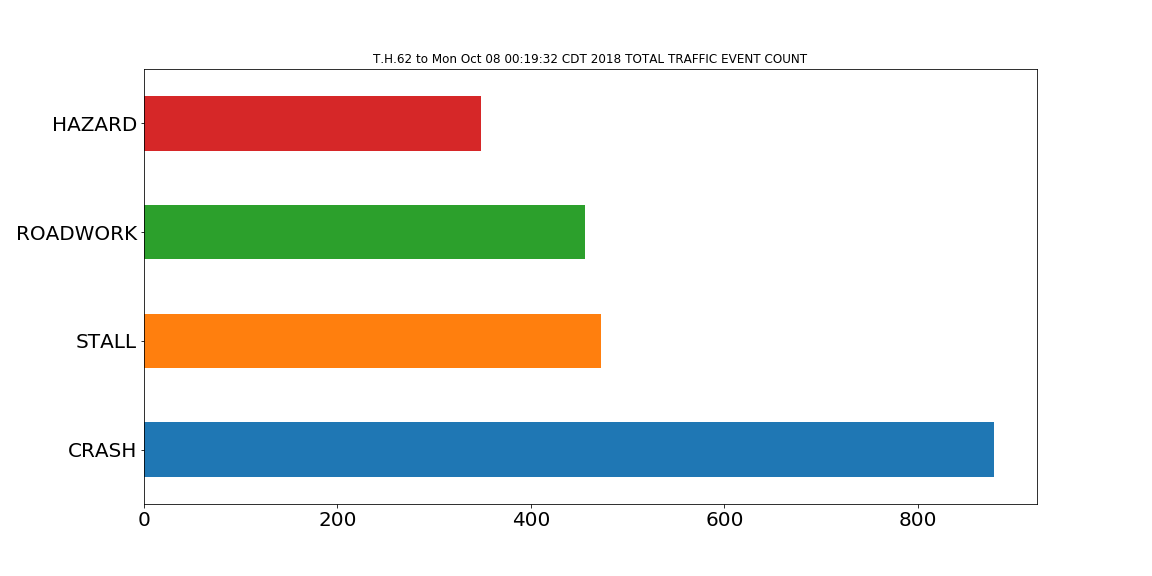 T.H.62 to Mon Oct 08 00:19:32 CDT 2018 TOTAL TRAFFIC EVENT COUNT
HAZARD
ROADWORK
STALL
CRASH
0 200 400 600 800